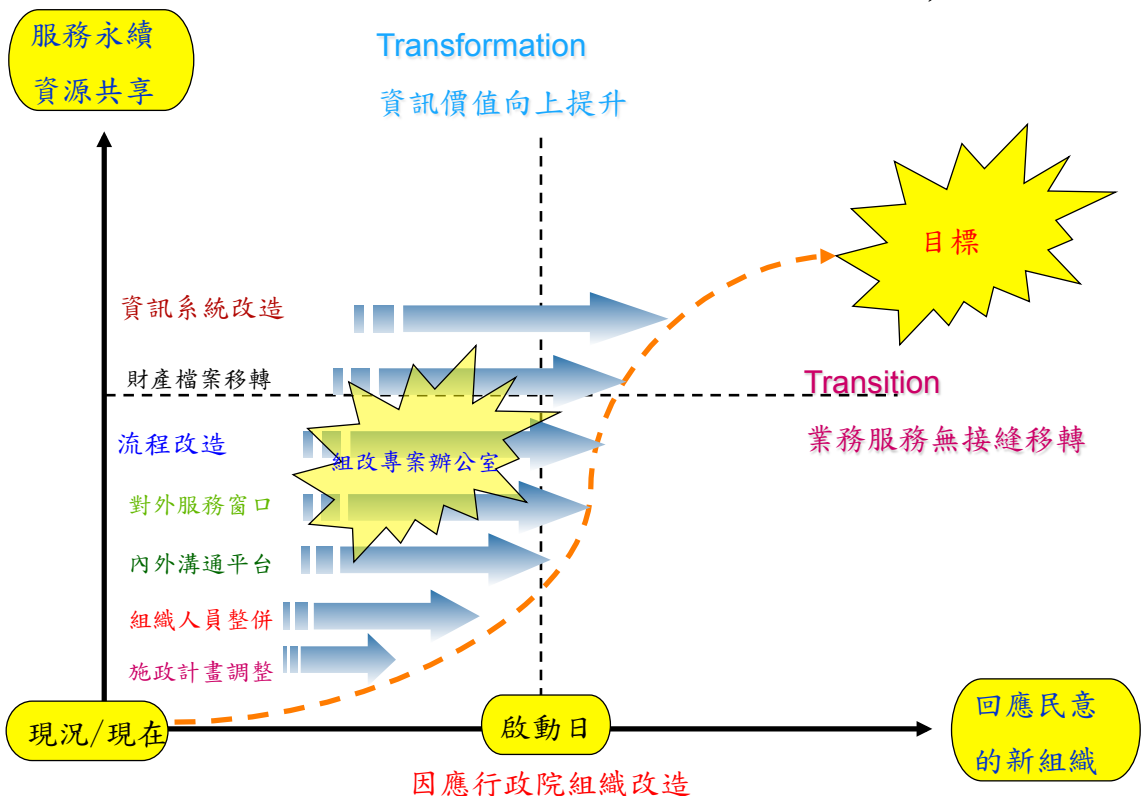 服務永續
資源共享
Transformation
資訊價值向上提升
目標
資訊系統改造
財產檔案移轉
Transition
流程改造
業務服務無接縫移轉
組改專案辦公室
對外服務窗口
內外溝通平台
組織人員整併
施政計畫調整
現況/現在
啟動日
回應民意
的新組織
因應行政院組織改造